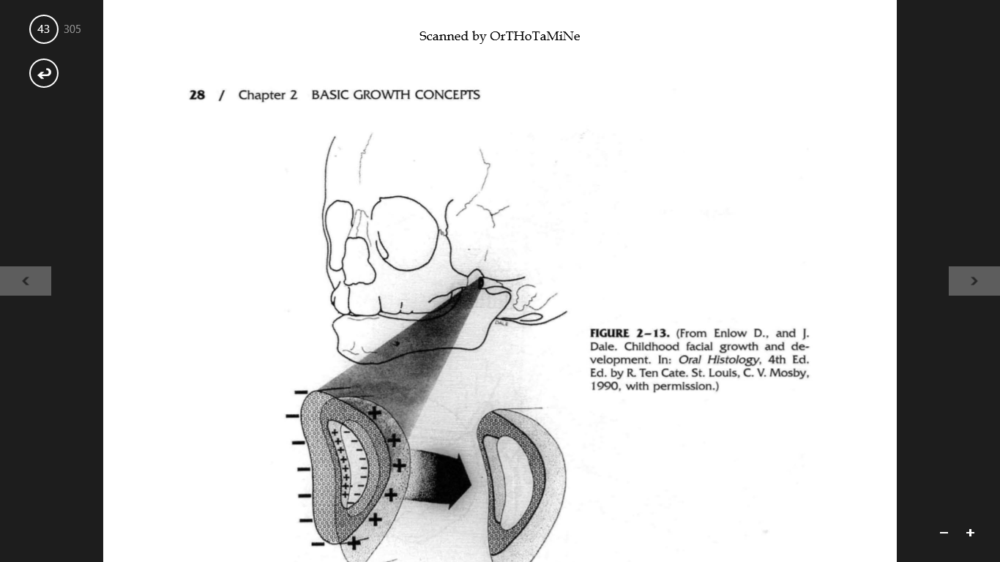 43 305
Scanned by OrTHoTaMiNe
28 / Chapter 2 BASIC GROWTH CONCEPTS
DALE
FIGURE 2–13. (From Enlow D., and J.
Dale. Childhood facial growth and de-
velopment. In: Oral Histology, 4th Ed.
Ed. by R. Ten Cate. St. Louis, C. V. Mosby,
1990, with permission.)